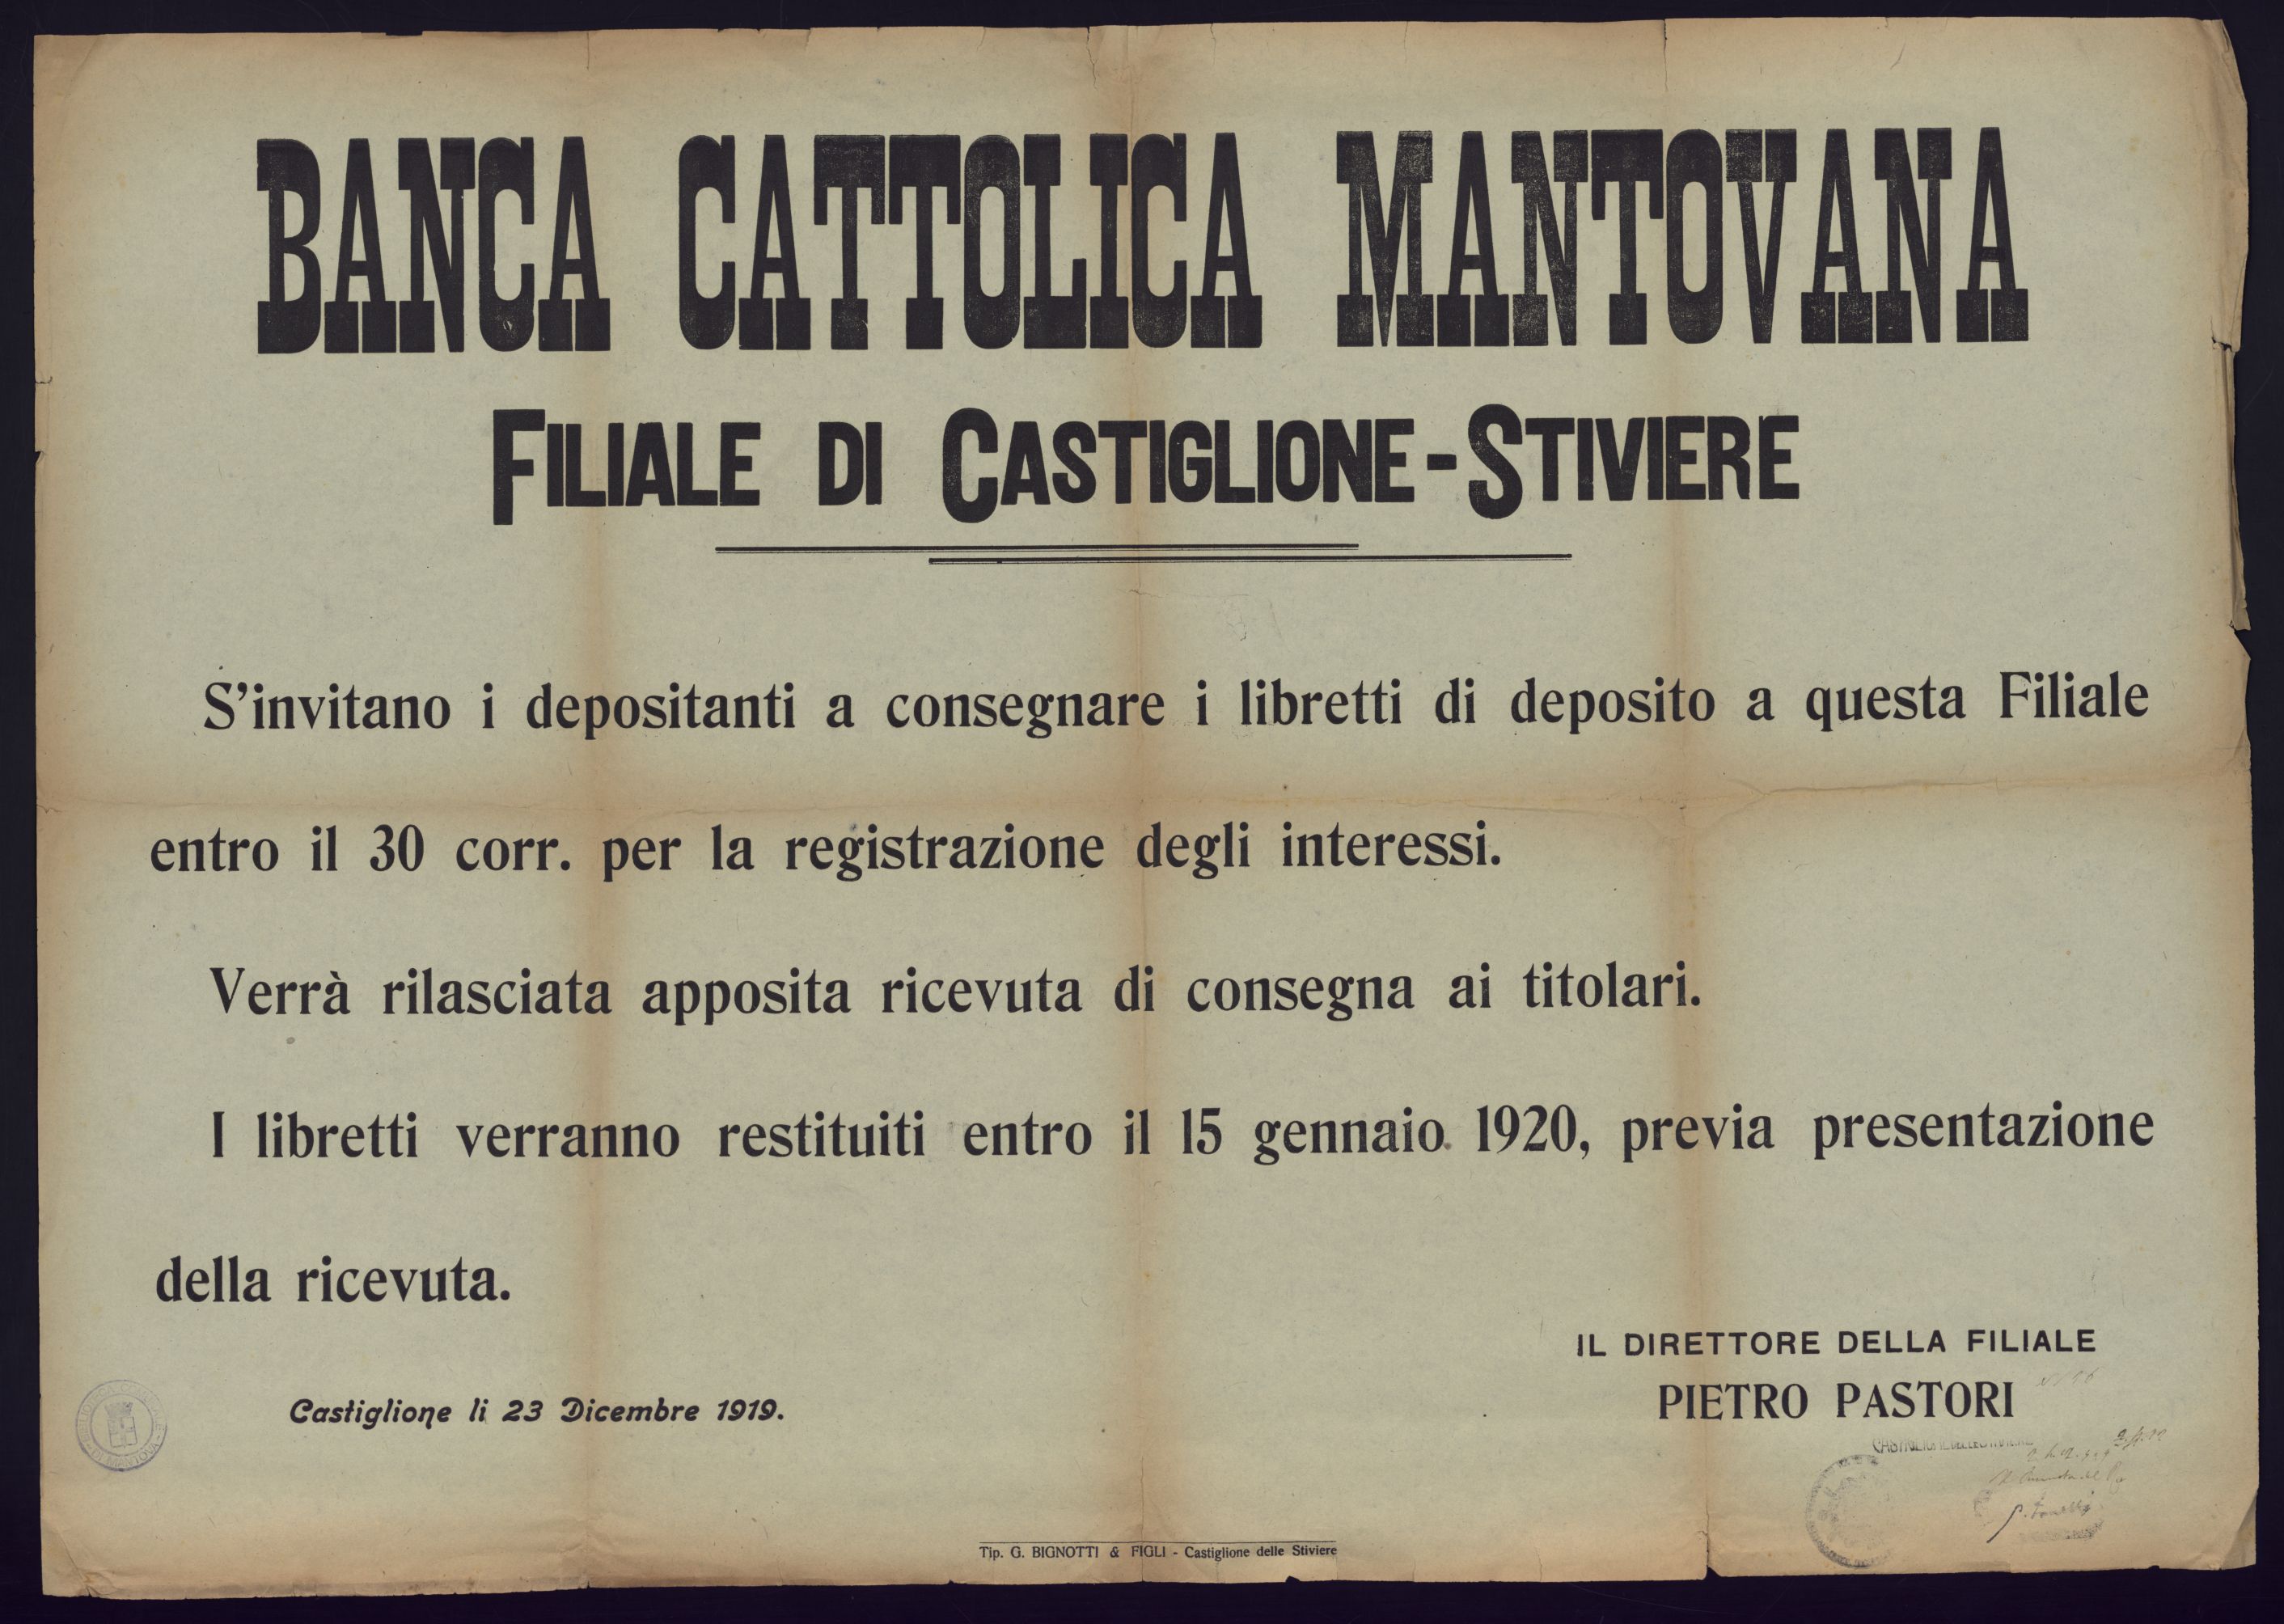 BANCA CATTOLICA MANTOVANA
FILIALE DI CASTIGLIONE-STIVIERE
S'invitano i depositanti a consegnare i libretti di deposito a questa Filiale
entro il 30 corr. per la registrazione degli interessi.
Verrà rilasciata apposita ricevuta di consegna ai titolari.
I libretti verranno restituiti entro il 15 gennaio 1920, previa presentazione
della ricevuta.
IL DIRETTORE DELLA FILIALE
PIETRO PASTORI
Castiglione li 23 Dicembre 1919.
DI MANTOVA
Tip. G. BIGNOTTI & FIGLI - Castiglione delle Stiviere